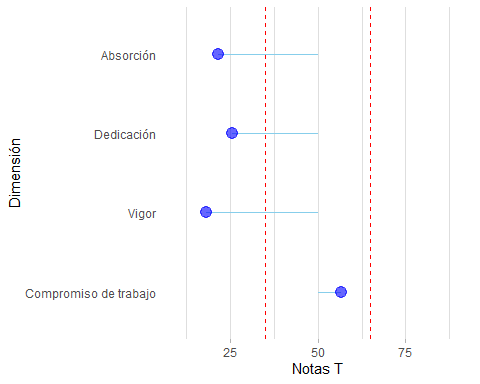 Absorción
Dedicación
Vigor
Compromiso de trabajo
Dimensión
25 50 75
Notas T